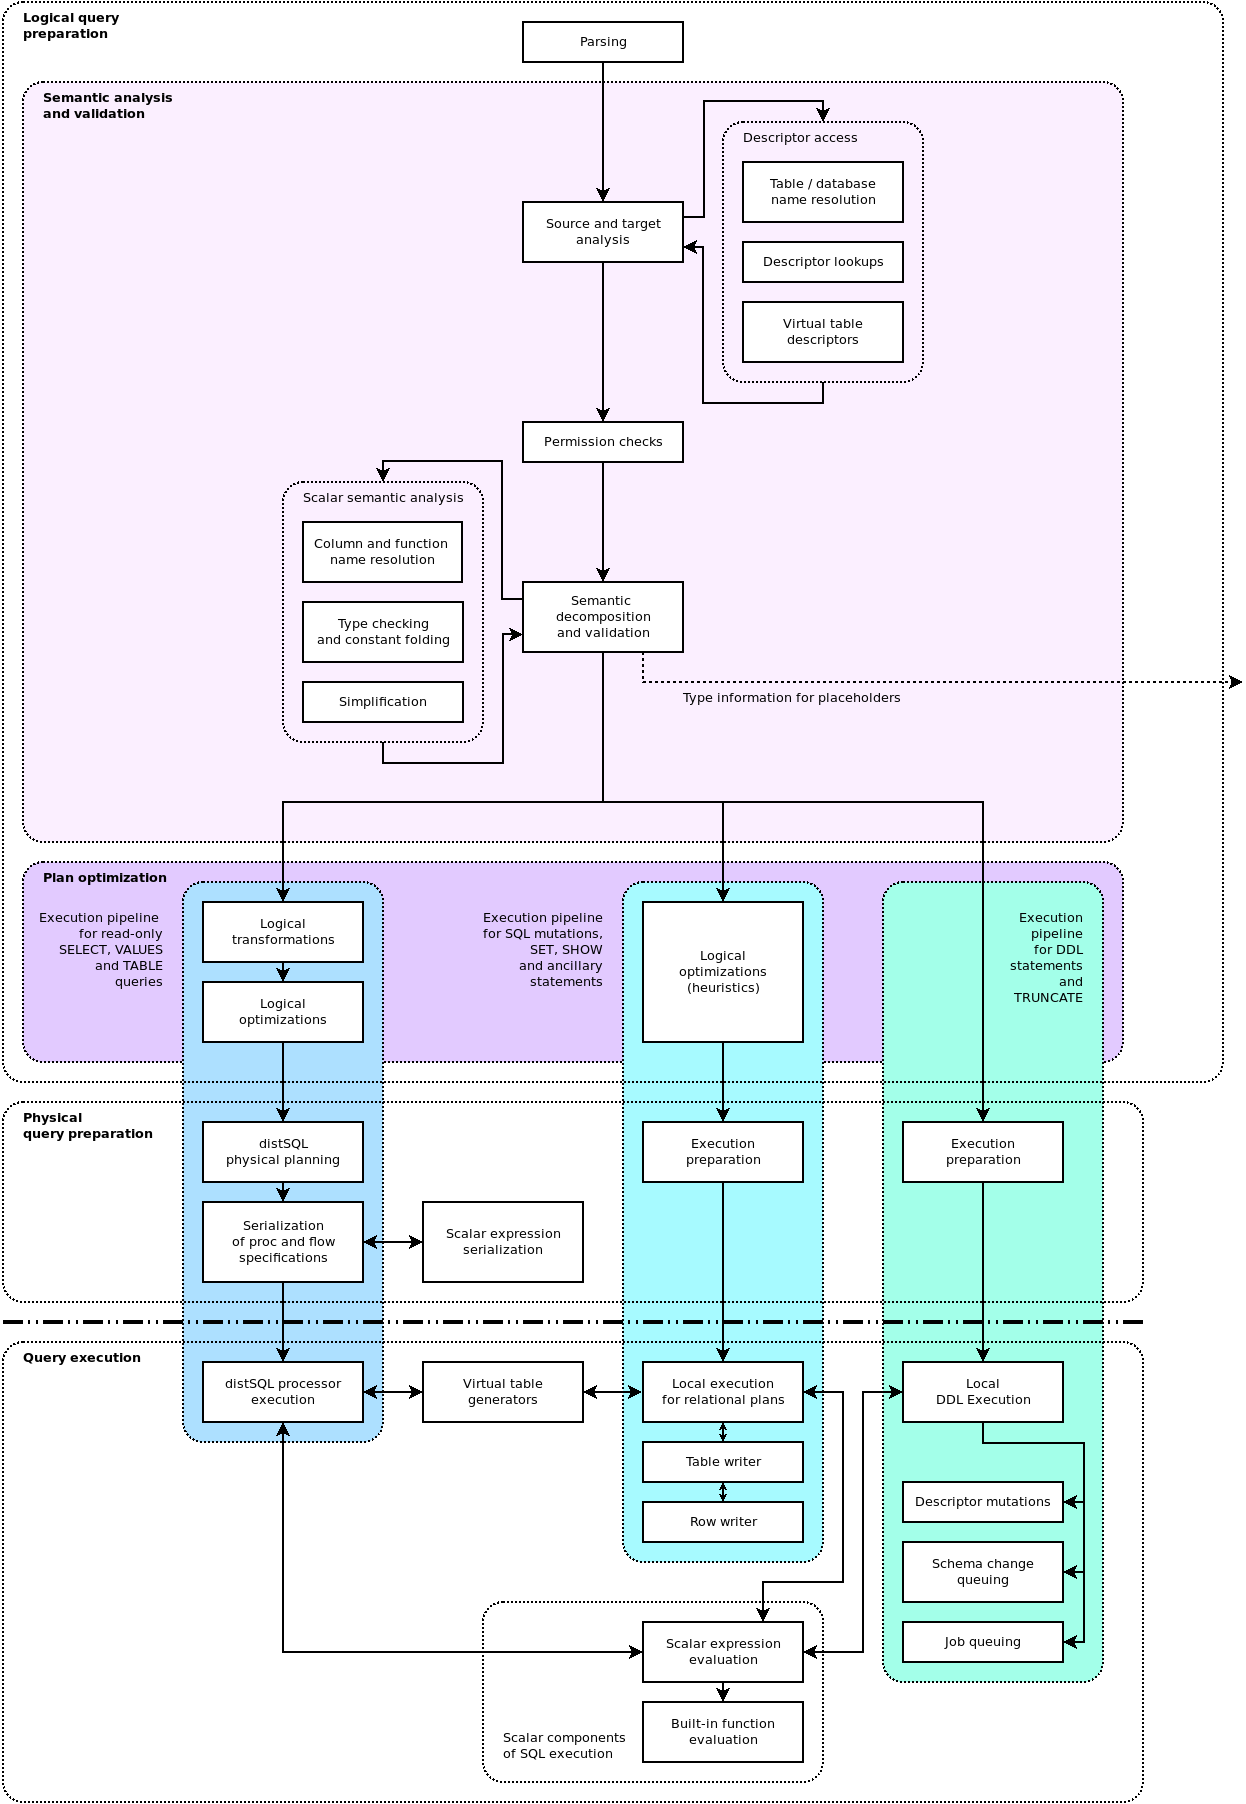 Logical query
preparation
Parsing
Semantic analysis
and validation
Descriptor access
Table / database
name resolution
Source and target
analysis
Descriptor lookups
Virtual table
descriptors
Permission checks
Scalar semantic analysis
Column and function
name resolution
Type checking
and constant folding
Simplification
Semantic
decomposition
and validation
Type information for placeholders
Plan optimization
Execution pipeline
for read-only
SELECT, VALUES
and TABLE
queries
Logical
transformations
Logical
optimizations
Execution pipeline
for SQL mutations,
SET, SHOW
and ancillary
statements
Logical
optimizations
(heuristics)
Execution
pipeline
for DDL
statements
and
TRUNCATE
Physical
query preparation
distSQL
physical planning
Execution
preparation
Execution
preparation
Serialization
of proc and flow
specifications
Scalar expression
serialization
Query execution
distSQL processor
execution
Virtual table
generators
Local execution
for relational plans
Local
DDL Execution
Table writer
Row writer
Descriptor mutations
Schema change
queuing
Job queuing
Scalar expression
evaluation
Built-in function
evaluation
Scalar components
of SQL execution